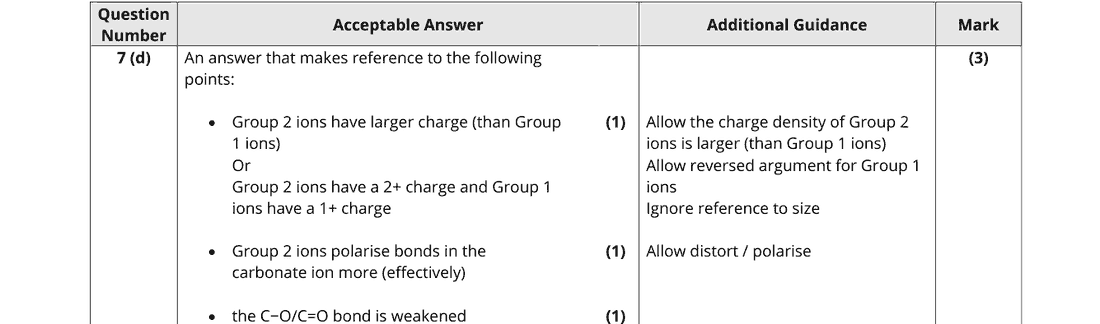 Question Number Acceptable Answer Additional Guidance Mark
7 (d) An answer that makes reference to the following (3)
points:
• Group 2 ions have larger charge (than Group (1) Allow the charge density of Group 2
1 ions) ions is larger (than Group 1 ions)
Or Allow reversed argument for Group 1
Group 2 ions have a 2+ charge and Group 1 ions
ions have a 1+ charge Ignore reference to size
• Group 2 ions polarise bonds in the (1) Allow distort / polarise
carbonate ion more (effectively)
• the C−O/C=O bond is weakened (1)